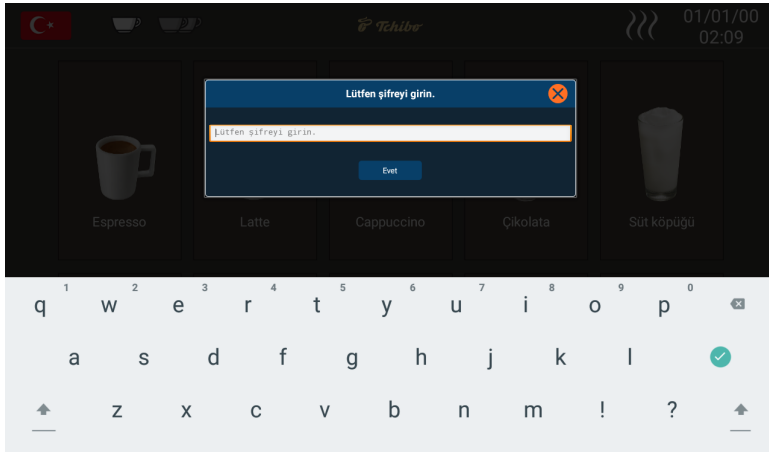 Tchibo
01/01/00
02:09
Lütfen şifreyi girin.
Lütfen şifreyi girin.
Evet
Espresso
Latte
Cappuccino
Çikolata
Süt köpüğü
q 1 w 2 e 3 r 4 t 5 y 6 u 7 i 8 o 9 p 0
a s d f g h j k l
z x c v b n m ! ?